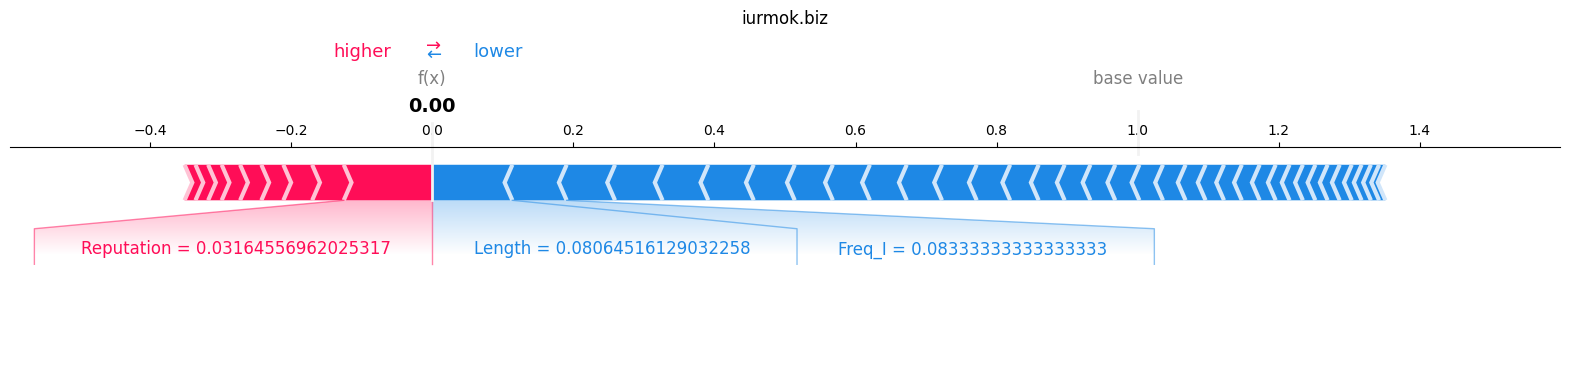 iurmok.biz
higher → ← lower
f(x) base value
0.00
−0.4 −0.2 0.0 0.2 0.4 0.6 0.8 1.0 1.2 1.4
Reputation = 0.03164556962025317 Length = 0.08064516129032258 Freq_I = 0.08333333333333333